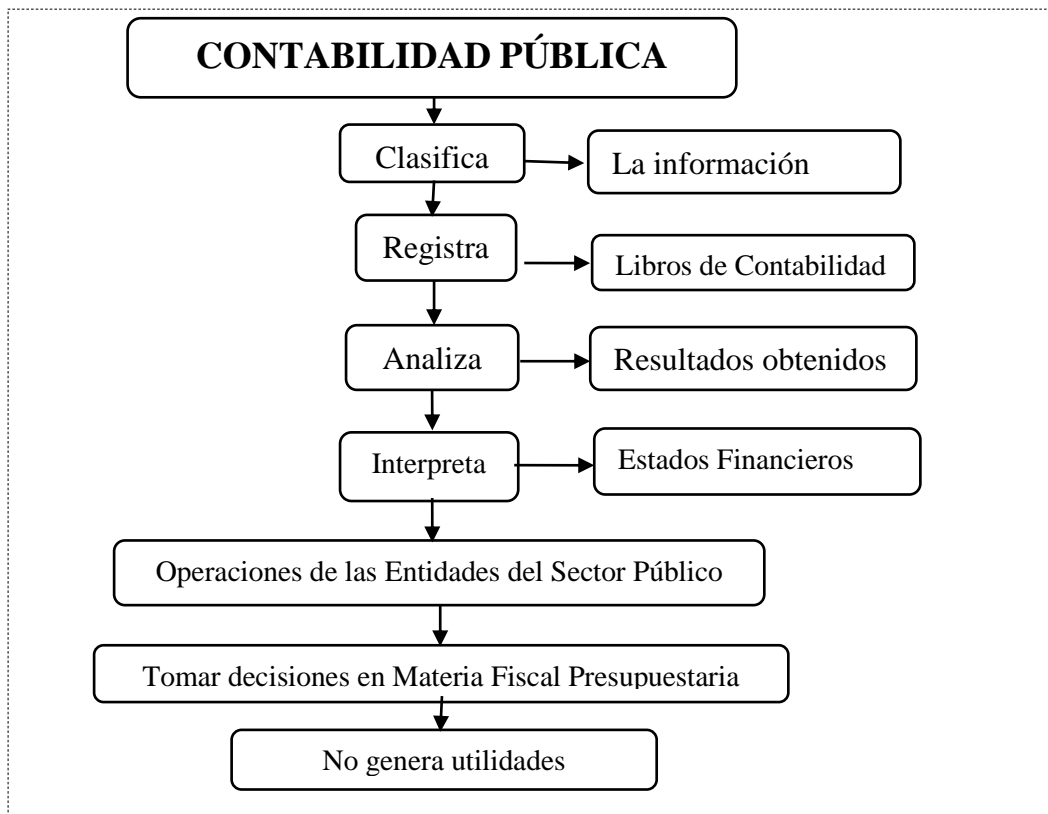 CONTABILIDAD PÚBLICA
Clasifica
La información
Registra
Libros de Contabilidad
Analiza
Resultados obtenidos
Interpreta
Estados Financieros
Operaciones de las Entidades del Sector Público
Tomar decisiones en Materia Fiscal Presupuestaria
No genera utilidades